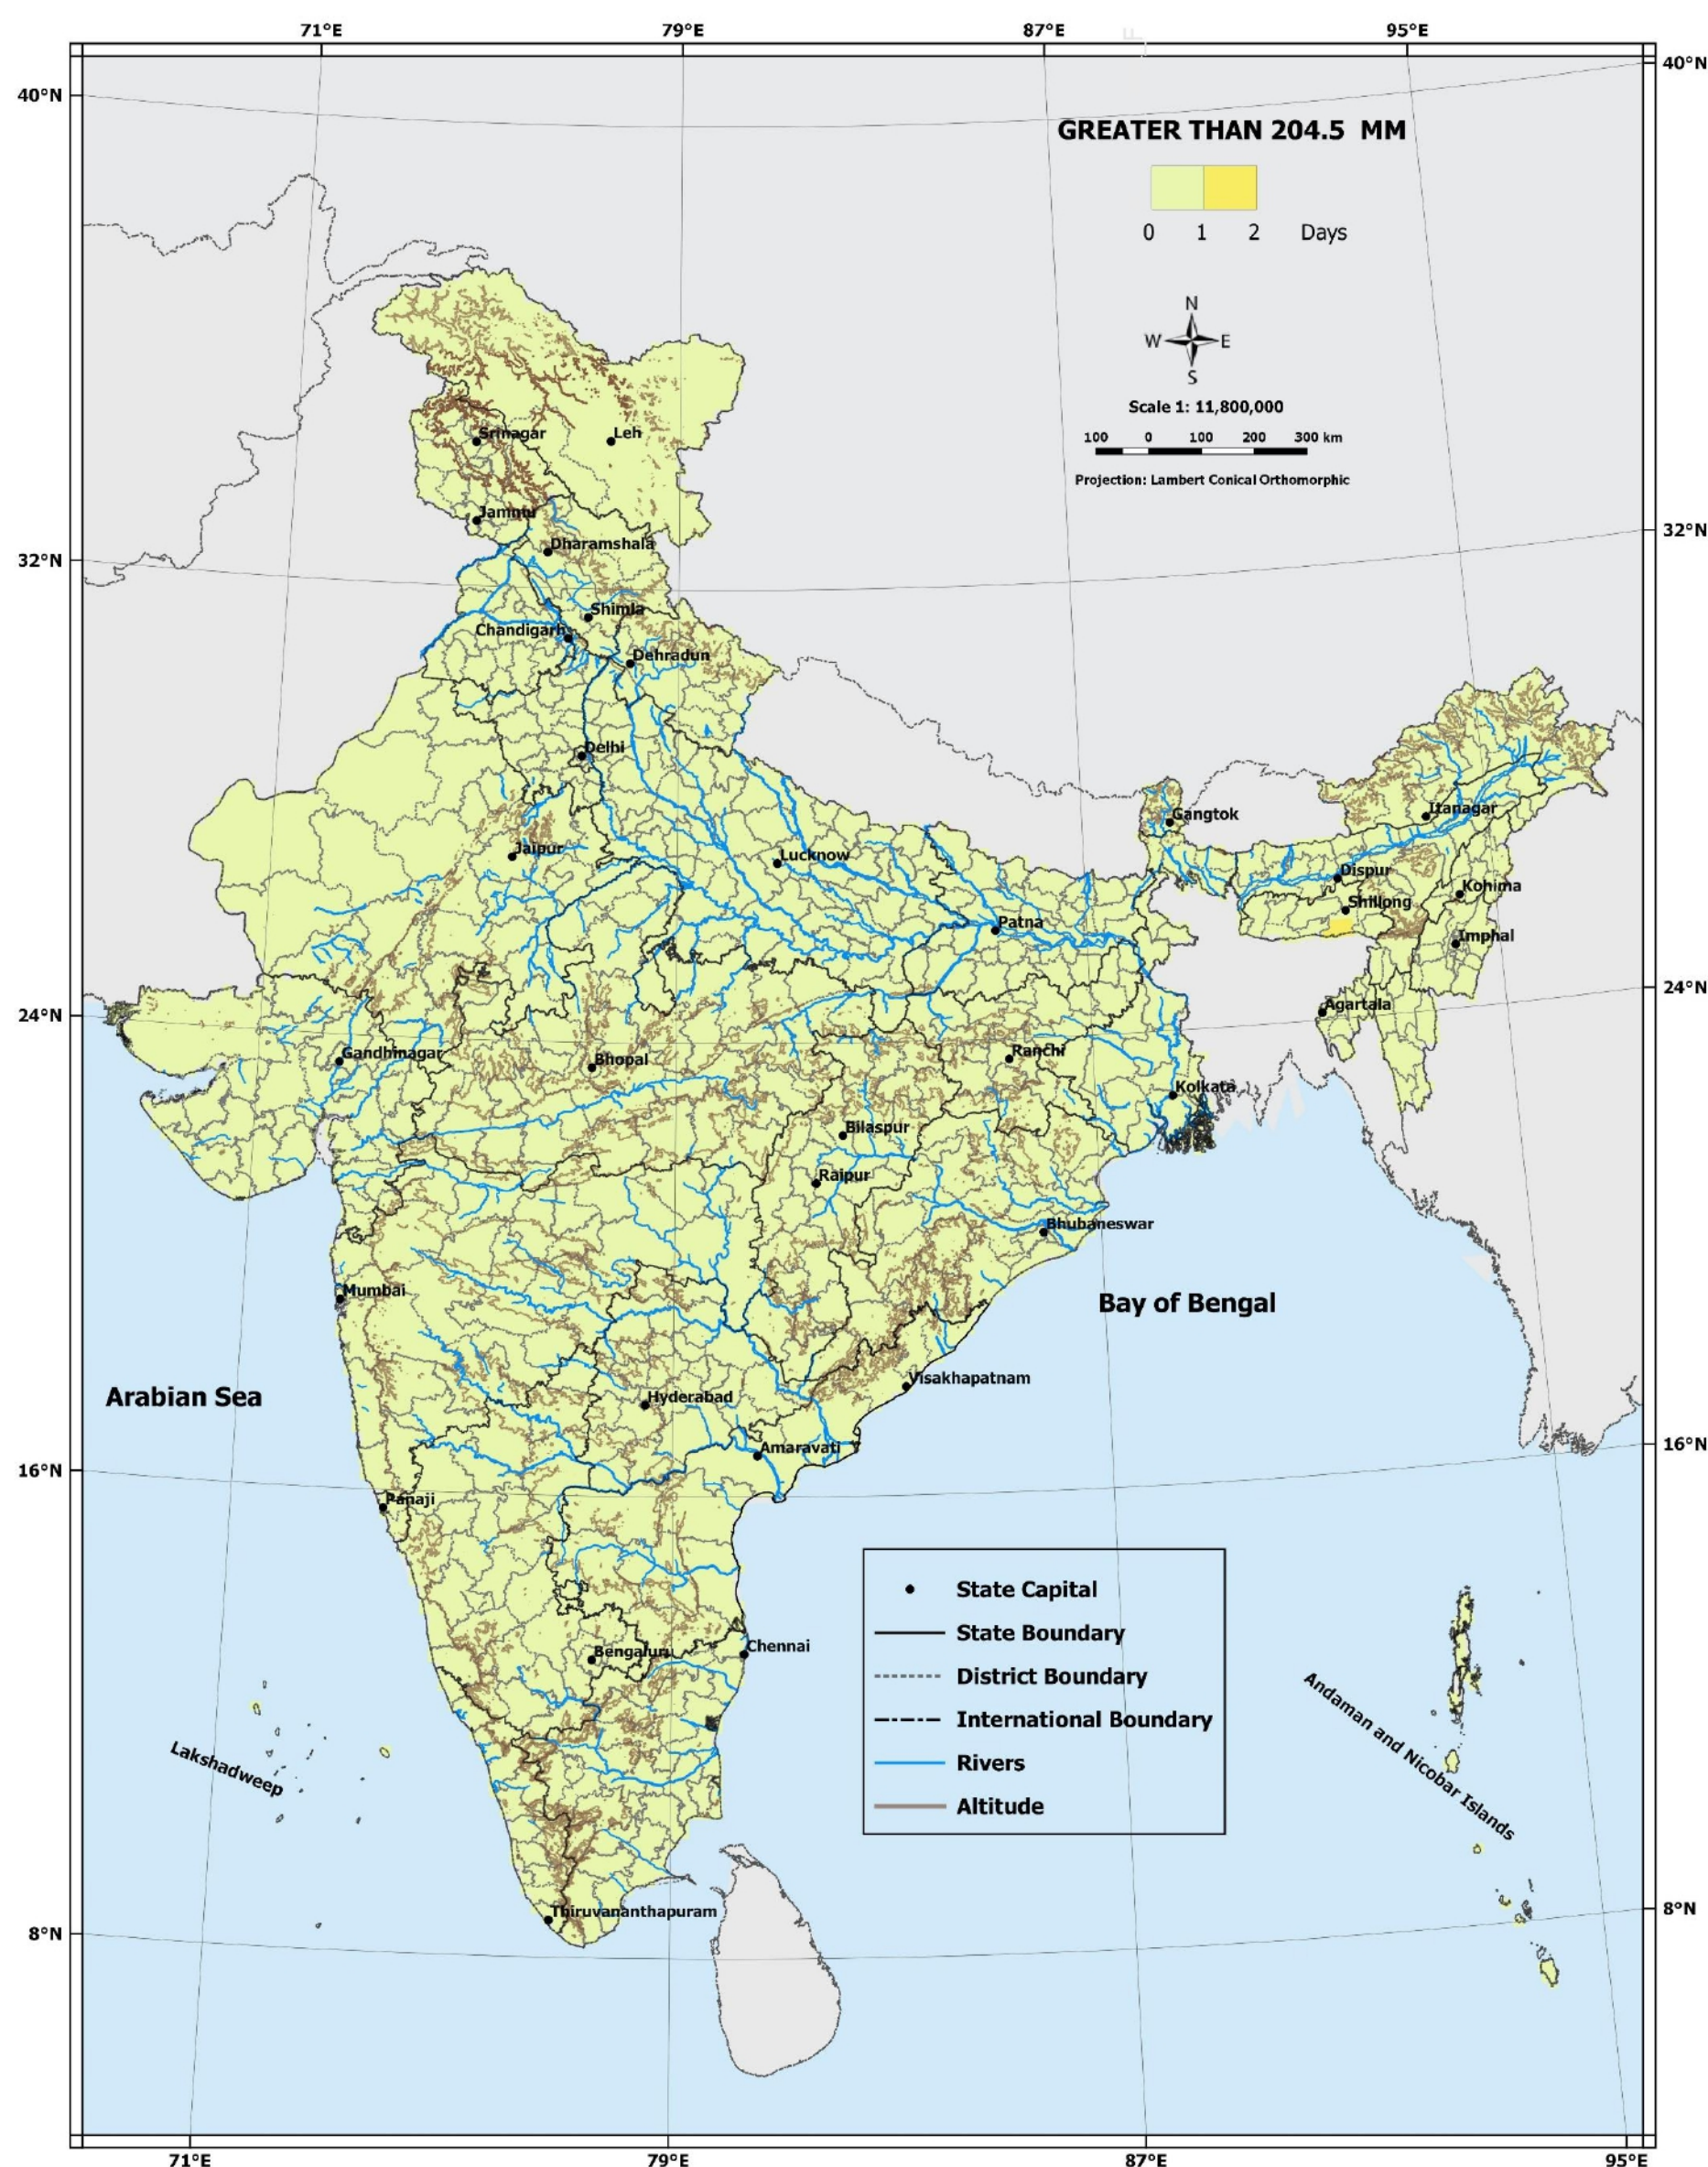 71°E 79°E 87°E 95°E
40°N 40°N
GREATER THAN 204.5 MM
0 1 2 Days
N
W E
S
Scale 1: 11,800,000
100 0 100 200 300 km
Projection: Lambert Conical Orthomorphic
Srinagar
Leh
Jammu
32°N 32°N
Dharamshala
Shimla
Chandigarh
Dehradun
Delhi
Itanagar
Gangtok
Jaipur
Lucknow
Dispur
Kohima
Shillong
Patna
Imphal
24°N 24°N
Agartala
Gandhinagar
Bhopal
Ranchi
Kolkata
Bilaspur
Raipur
Bhubaneswar
Mumbai
Bay of Bengal
Visakhapatnam
Arabian Sea
Hyderabad
Amaravati
16°N 16°N
Panaji
State Capital
State Boundary
District Boundary
International Boundary
Rivers
Altitude
Bengaluru
Chennai
Andaman and Nicobar Islands
Lakshadweep
Thiruvananthapuram
8°N 8°N
71°E 79°E 87°E 95°E